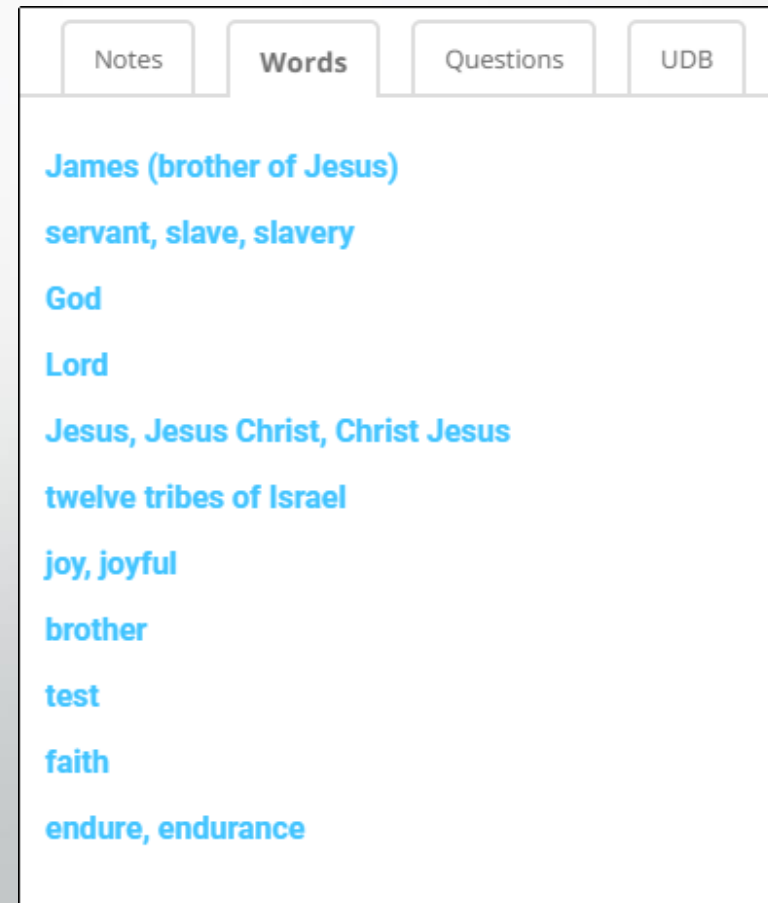 Notes Words Questions UDB
James (brother of Jesus)
servant, slave, slavery
God
Lord
Jesus, Jesus Christ, Christ Jesus
twelve tribes of Israel
joy, joyful
brother
test
faith
endure, endurance